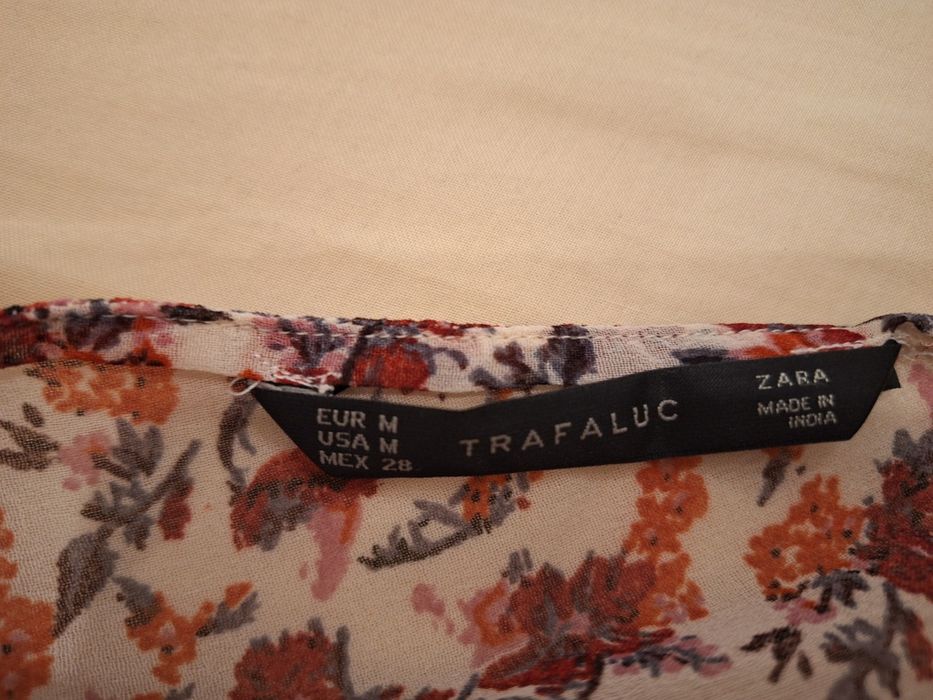 EUR M
USA M
MEX 28
TRAFALUC
ZARA
MADE IN
INDIA